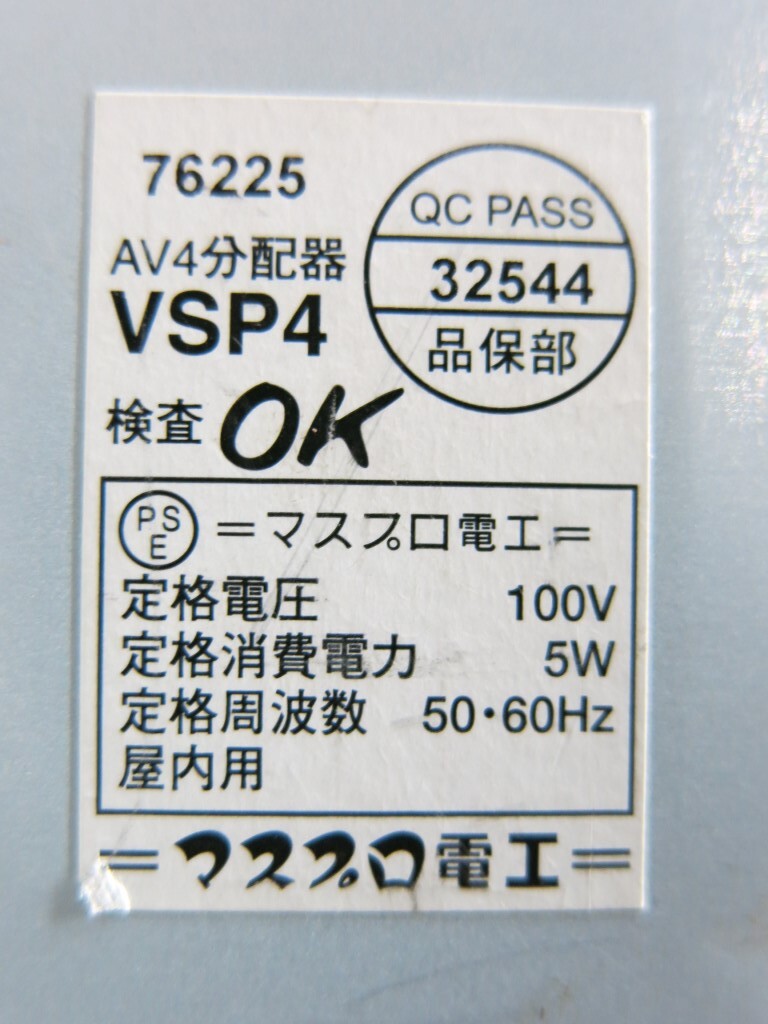 76225
QC PASS
32544
品保部
AV4分配器
VSP4
検査 OK
PSE =マスプロ電工=
定格電圧 100V
定格消費電力 5W
定格周波数 50・60Hz
屋内用
=マスプロ電工=